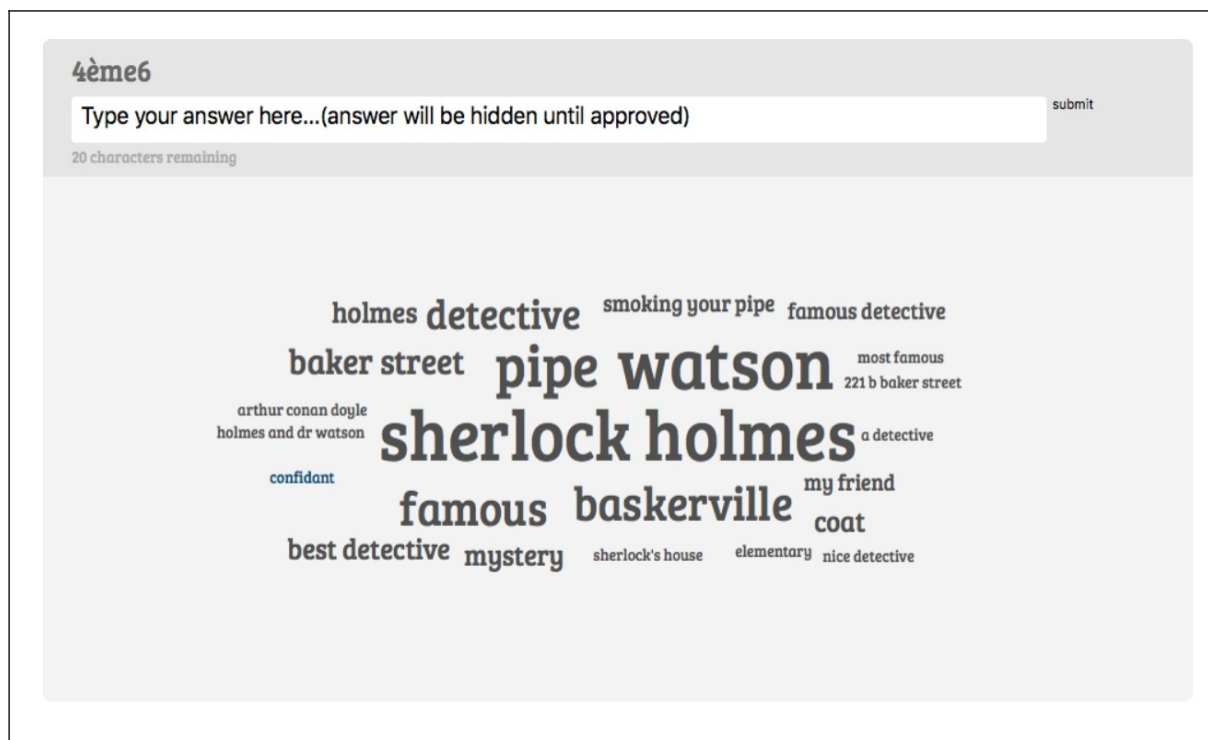 4ème6
Type your answer here...(answer will be hidden until approved) submit
20 characters remaining
holmes detective smoking your pipe famous detective
baker street pipe watson most famous
221 b baker street
arthur conan doyle
holmes and dr watson sherlock holmes a detective
confidant my friend
famous baskerville coat
best detective mystery sherlock's house elementary nice detective